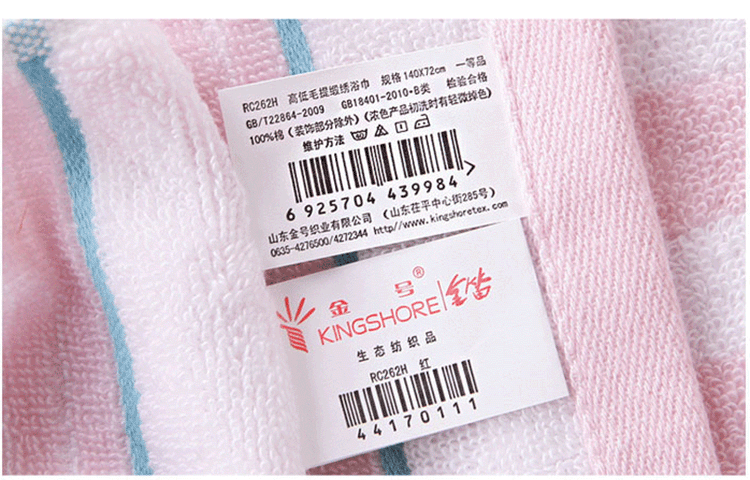 RC262H 高低毛提缎绣浴巾 规格 140X72cm 一等品
GB/T22864-2009 GB18401-2010·B类 检验合格
100%棉(装饰部分除外)(浓色产品初洗时有轻微掉色)
维护方法
6 925704 439984 >
山东金号织业有限公司 (山东茌平中心街285号)
0635-4276500/4272344 http//www.kingshoretex.com
金号®
KINGSHORE 金笛
生态纺织品
RC262H 红
44170111